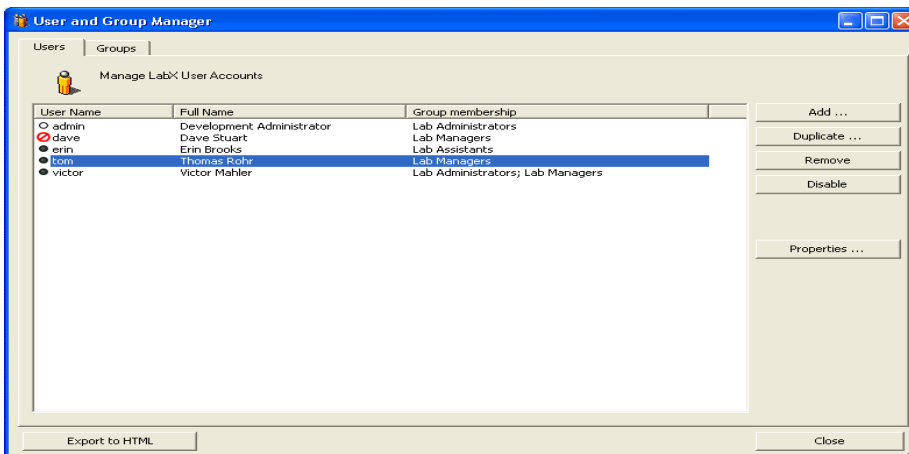 User and Group Manager
Users Groups
Manage LabX User Accounts
User Name Full Name Group membership
admin Development Administrator Lab Administrators
dave Dave Stuart Lab Managers
erin Erin Brooks Lab Assistants
tom Thomas Rohr Lab Managers
victor Victor Mahler Lab Administrators; Lab Managers
Add ...
Duplicate ...
Remove
Disable
Properties ...
Export to HTML Close